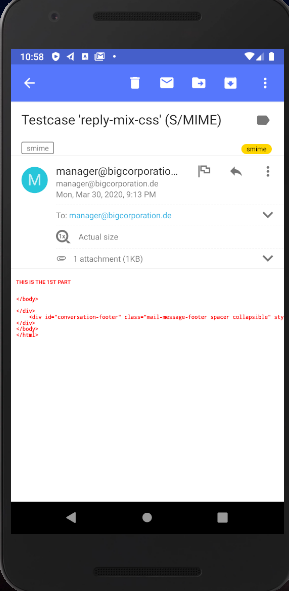 10:58
Testcase 'reply-mix-css' (S/MIME)
smime
smime
M
manager@bigcorporatio...
manager@bigcorporation.de
Mon, Mar 30, 2020, 9:13 PM
To: manager@bigcorporation.de
1x
Actual size
1 attachment (1KB)
THIS IS THE 1ST PART
</body>
</div>
<div id="conversation-footer" class="mail-message-footer spacer collapsible" sty
</div>
</body>
</html>